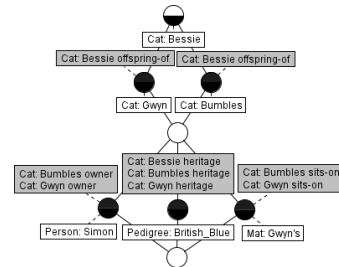 Cat: Bessie
Cat: Bessie offspring-of
Cat: Bessie offspring-of
Cat: Gwyn
Cat: Bumbles
Cat: Bumbles owner
Cat: Gwyn owner
Cat: Bessie heritage
Cat: Bumbles heritage
Cat: Gwyn heritage
Cat: Bumbles sits-on
Cat: Gwyn sits-on
Person: Simon
Pedigree: British_Blue
Mat: Gwyn's